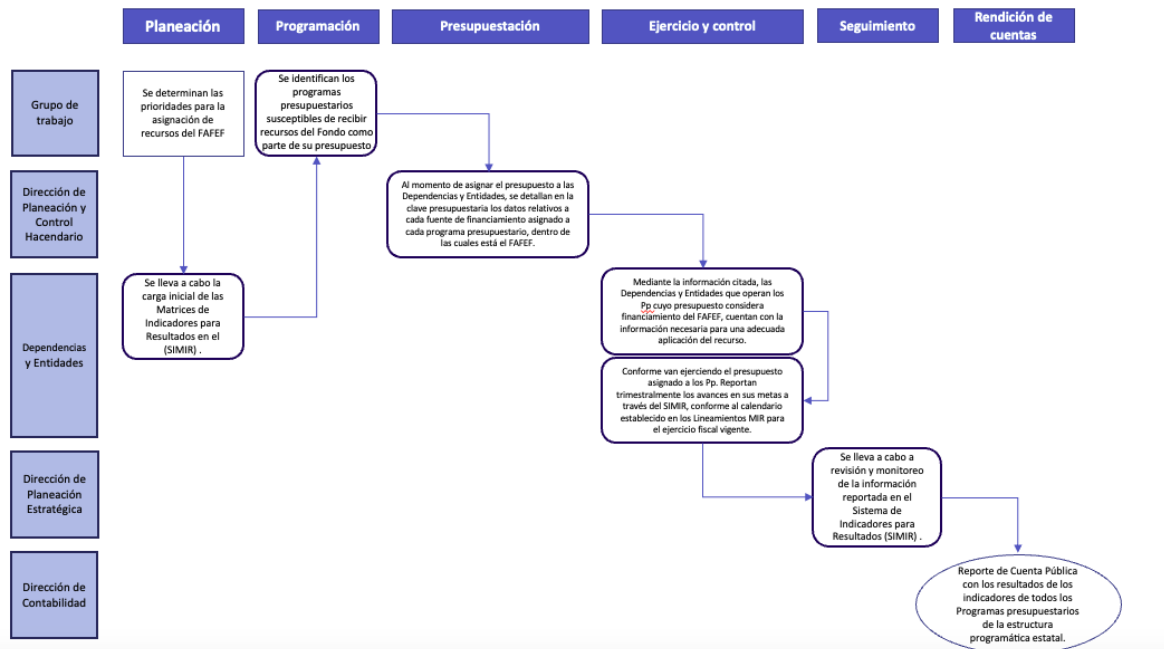 Planeación
Programación
Presupuestación
Ejercicio y control
Seguimiento
Rendición de
cuentas
Grupo de
trabajo
Se determinan las
prioridades para la
asignación de
recursos del FAFEF
Se identifican los
programas
presupuestarios
susceptibles de recibir
recursos del Fondo como
parte de su presupuesto
Dirección de
Planeación y
Control
Hacendario
Al momento de asignar el presupuesto a las
Dependencias y Entidades, se detallan en la
clave presupuestaria los datos relativos a
cada fuente de financiamiento asignado a
cada programa presupuestario, dentro de
las cuales está el FAFEF.
Dependencias
y Entidades
Se lleva a cabo la
carga inicial de las
Matrices de
Indicadores para
Resultados en el
(SIMIR) .
Mediante la información citada, las
Dependencias y Entidades que operan los
Pp cuyo presupuesto considera
financiamiento del FAFEF, cuentan con la
información necesaria para una adecuada
aplicación del recurso.
Conforme van ejerciendo el presupuesto
asignado a los Pp. Reportan
trimestralmente los avances en sus metas a
través del SIMIR, conforme al calendario
establecido en los Lineamientos MIR para
el ejercicio fiscal vigente.
Dirección de
Planeación
Estratégica
Se lleva a cabo a
revisión y monitoreo
de la información
reportada en el
Sistema de
Indicadores para
Resultados (SIMIR) .
Dirección de
Contabilidad
Reporte de Cuenta Pública
con los resultados de los
indicadores de todos los
Programas presupuestarios
de la estructura
programática estatal.